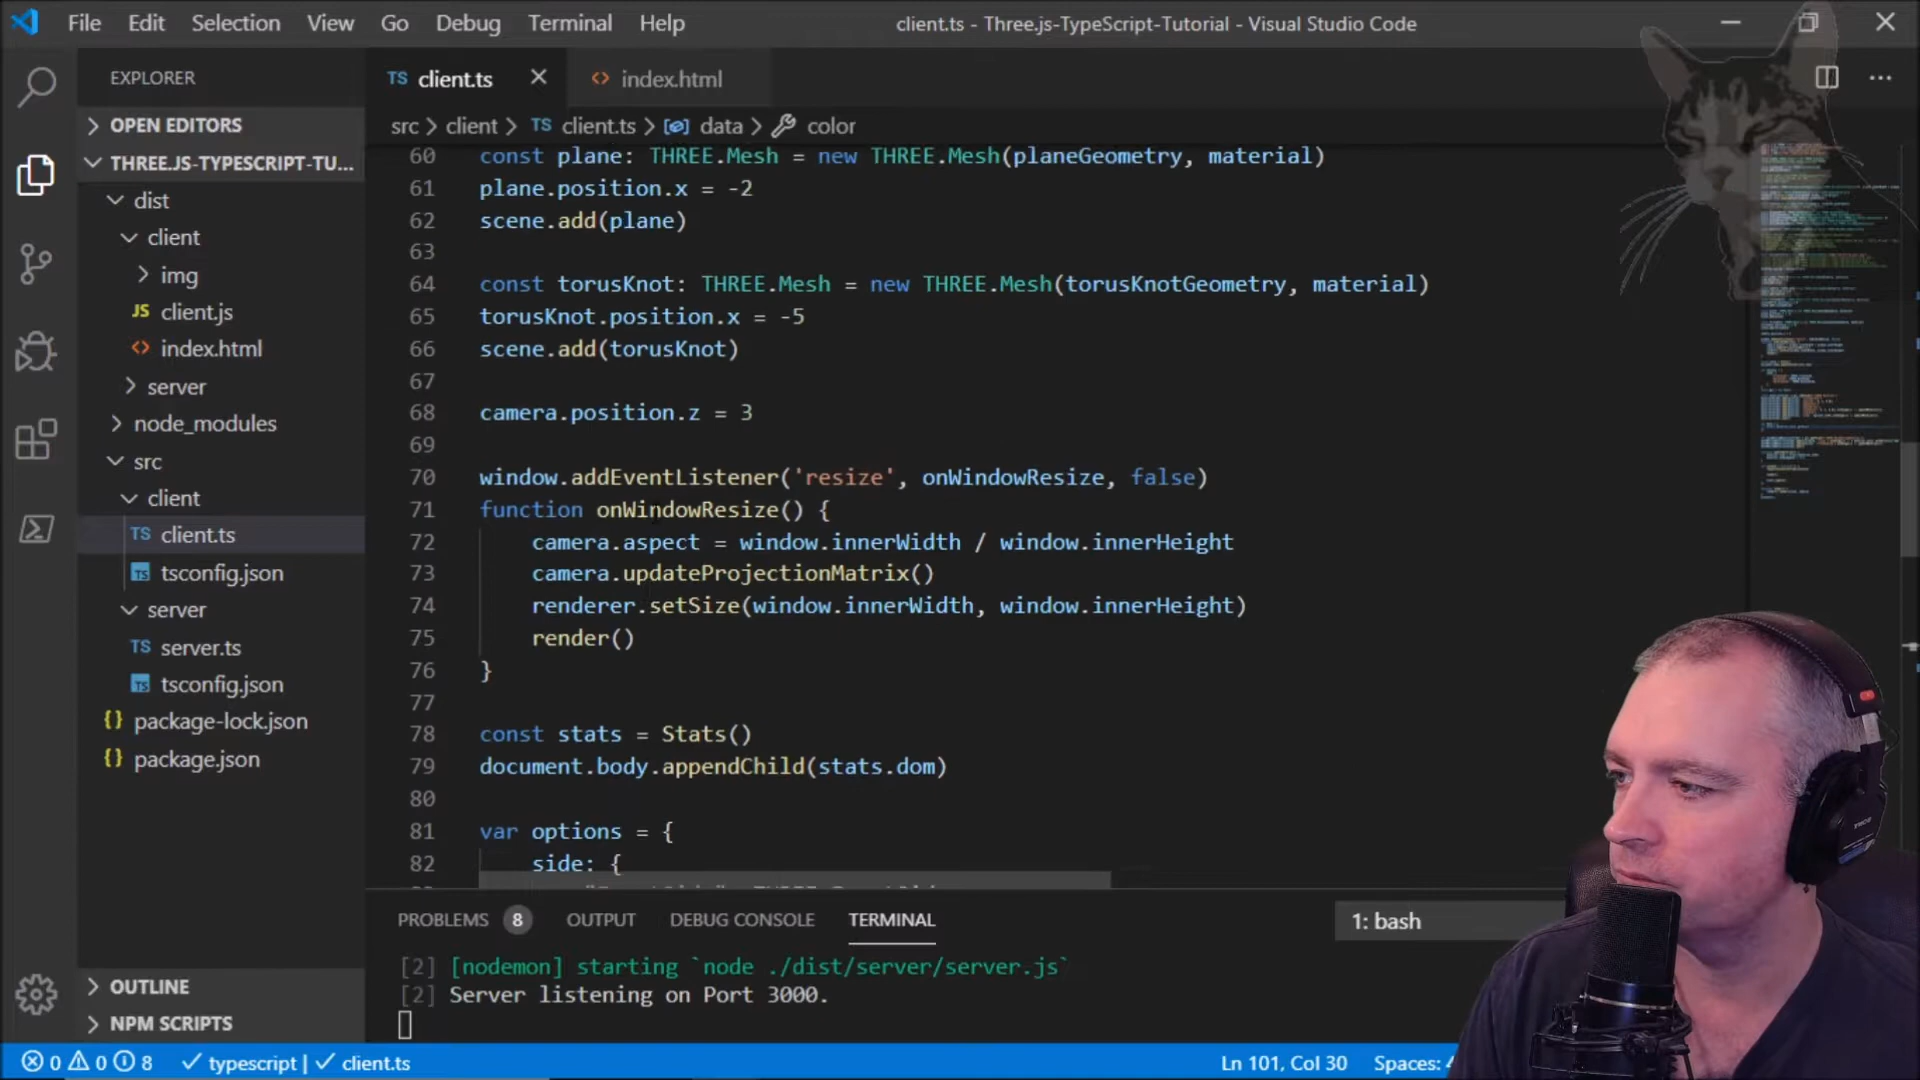 File Edit Selection View Go Debug Terminal Help
client.ts - Three.js-TypeScript-Tutorial - Visual Studio Code
EXPLORER
OPEN EDITORS
THREE.JS-TYPESCRIPT-TU...
dist
client
img
JS client.js
<> index.html
server
node_modules
src
client
TS client.ts
TS tsconfig.json
server
TS server.ts
TS tsconfig.json
{} package-lock.json
{} package.json
OUTLINE
NPM SCRIPTS
TS client.ts
<> index.html
src > client > TS client.ts > data > color
60 const plane: THREE.Mesh = new THREE.Mesh(planeGeometry, material)
61 plane.position.x = -2
62 scene.add(plane)
63
64 const torusKnot: THREE.Mesh = new THREE.Mesh(torusKnotGeometry, material)
65 torusKnot.position.x = -5
66 scene.add(torusKnot)
67
68 camera.position.z = 3
69
70 window.addEventListener('resize', onWindowResize, false)
71 function onWindowResize() {
72 camera.aspect = window.innerWidth / window.innerHeight
73 camera.updateProjectionMatrix()
74 renderer.setSize(window.innerWidth, window.innerHeight)
75 render()
76 }
77
78 const stats = Stats()
79 document.body.appendChild(stats.dom)
80
81 var options = {
82 side: {
PROBLEMS 8 OUTPUT DEBUG CONSOLE TERMINAL
1: bash
[2] [nodemon] starting `node ./dist/server/server.js`
[2] Server listening on Port 3000.
0 0 8 typescript | client.ts
Ln 101, Col 30 Spaces: